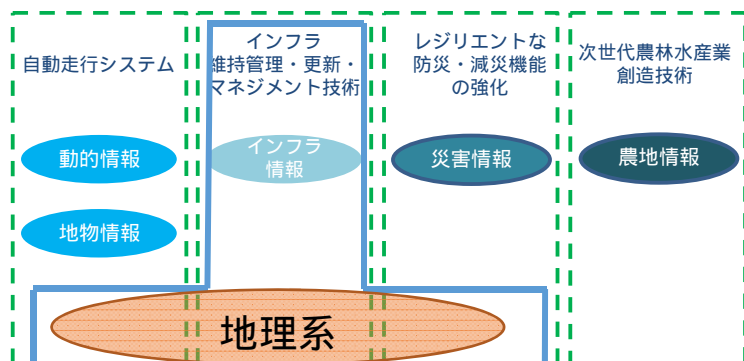 自動走行システム
インフラ
維持管理・更新・
マネジメント技術
レジリエントな
防災・減災機能
の強化
次世代農林水産業
創造技術
動的情報
インフラ
情報
災害情報
農地情報
地物情報
地理系